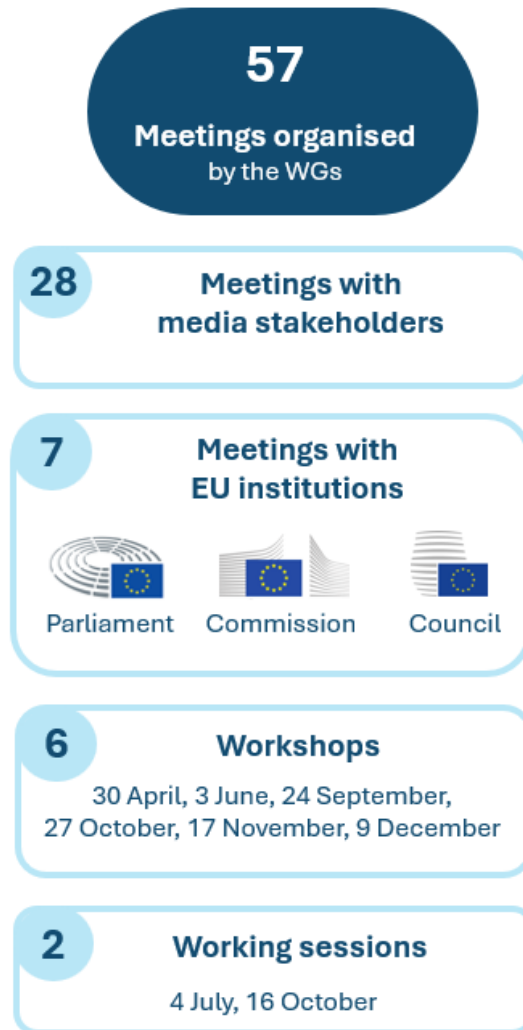 57
Meetings organised
by the WGs
28
Meetings with
media stakeholders
7
Meetings with
EU institutions
Parliament Commission Council
6
Workshops
30 April, 3 June, 24 September,
27 October, 17 November, 9 December
2
Working sessions
4 July, 16 October